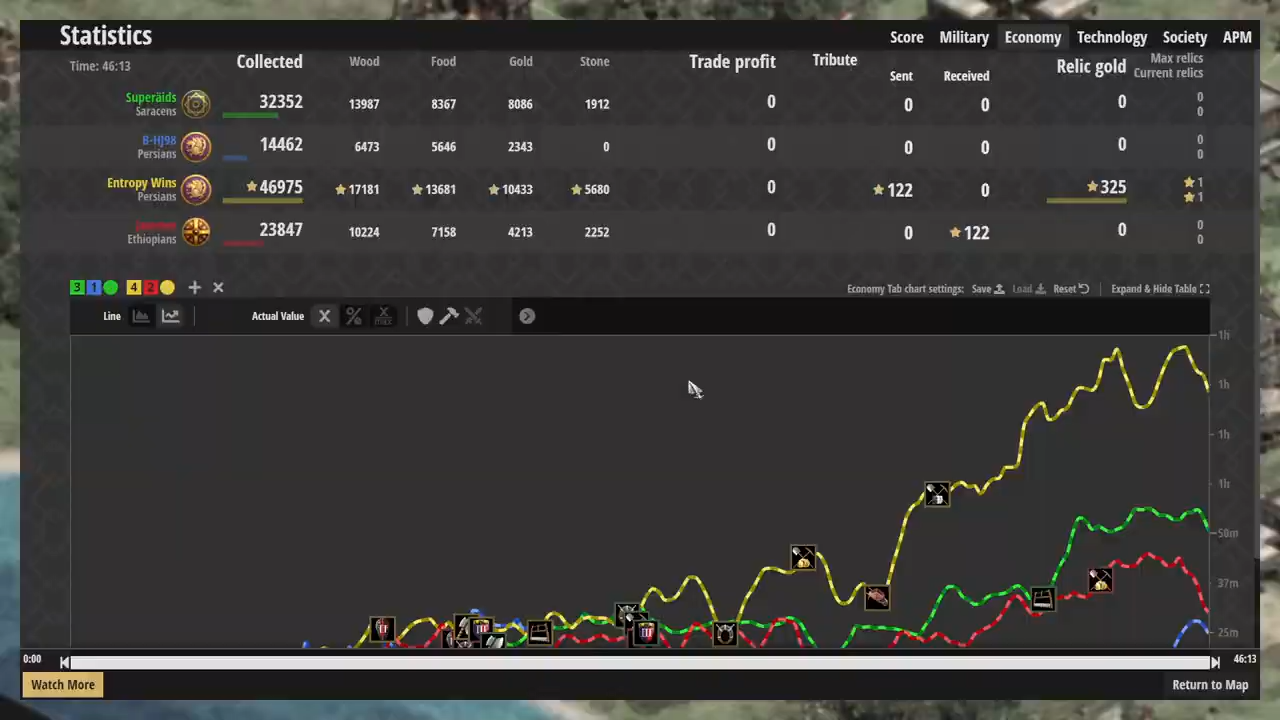 Statistics
Score Military Economy Technology Society APM
Time: 46:13
Collected Wood Food Gold Stone Trade profit Tribute Sent Received Relic gold Max relics Current relics
Superäids
Saracens
32352 13987 8367 8086 1912 0 0 0 0 0
0
B-HJ98
Persians
14462 6473 5646 2343 0 0 0 0 0 0
0
Entropy Wins
Persians
46975 17181 13681 10433 5680 0 122 0 325 1
1
Ethiopians
23847 10224 7158 4213 2252 0 0 122 0 0
0
3 1 4 2
Economy Tab chart settings: Save Load Reset Expand & Hide Table
Line Actual Value
1h
1h
1h
1h
50m
37m
25m
0:00 46:13
Watch More Return to Map